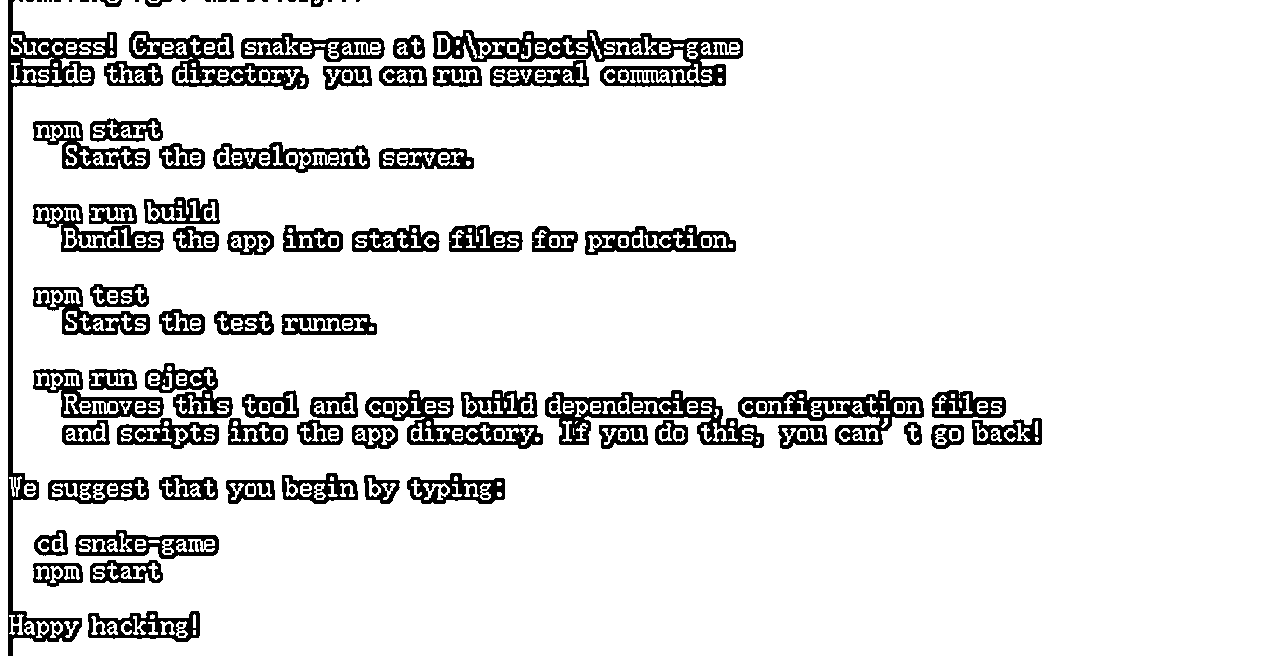 Success! Created snake-game at D:\projects\snake-game
Inside that directory, you can run several commands:
npm start
Starts the development server.
npm run build
Bundles the app into static files for production.
npm test
Starts the test runner.
npm run eject
Removes this tool and copies build dependencies, configuration files
and scripts into the app directory. If you do this, you can’t go back!
We suggest that you begin by typing:
cd snake-game
npm start
Happy hacking!